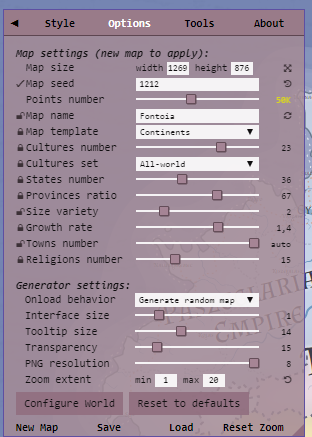 ◀ Style Options Tools About
Map settings (new map to apply):
Map size width 1269 height 876
Map seed 1212
Points number 50K
Map name Fontoia
Map template Continents
Cultures number 23
Cultures set All-world
States number 36
Provinces ratio 67
Size variety 2
Growth rate 1,4
Towns number auto
Religions number 15
Generator settings:
Onload behavior Generate random map
Interface size 1
Tooltip size 14
Transparency 15
PNG resolution 8
Zoom extent min 1 max 20
Configure World Reset to defaults
New Map Save Load Reset Zoom
EMPIRE